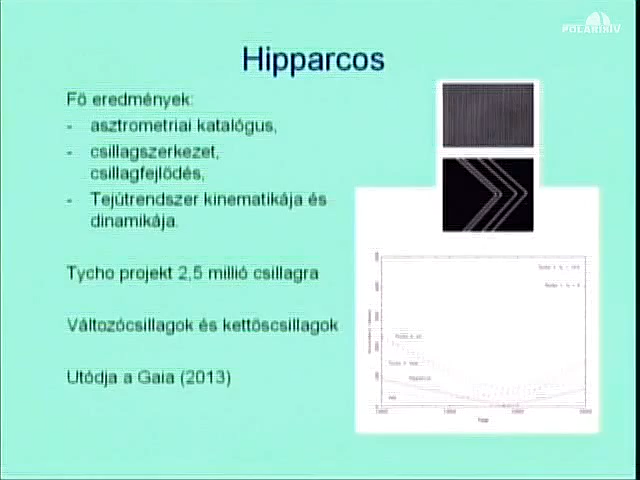 POLARISTV
Hipparcos
Fő eredmények:
- asztrometriai katalógus,
- csillagszerkezet,
csillagfejlődés,
- Tejútrendszer kinematikája és
dinamikája.
Tycho projekt 2,5 millió csillagra
Változócsillagok és kettőscsillagok
Utódja a Gaia (2013)
Hipparcos